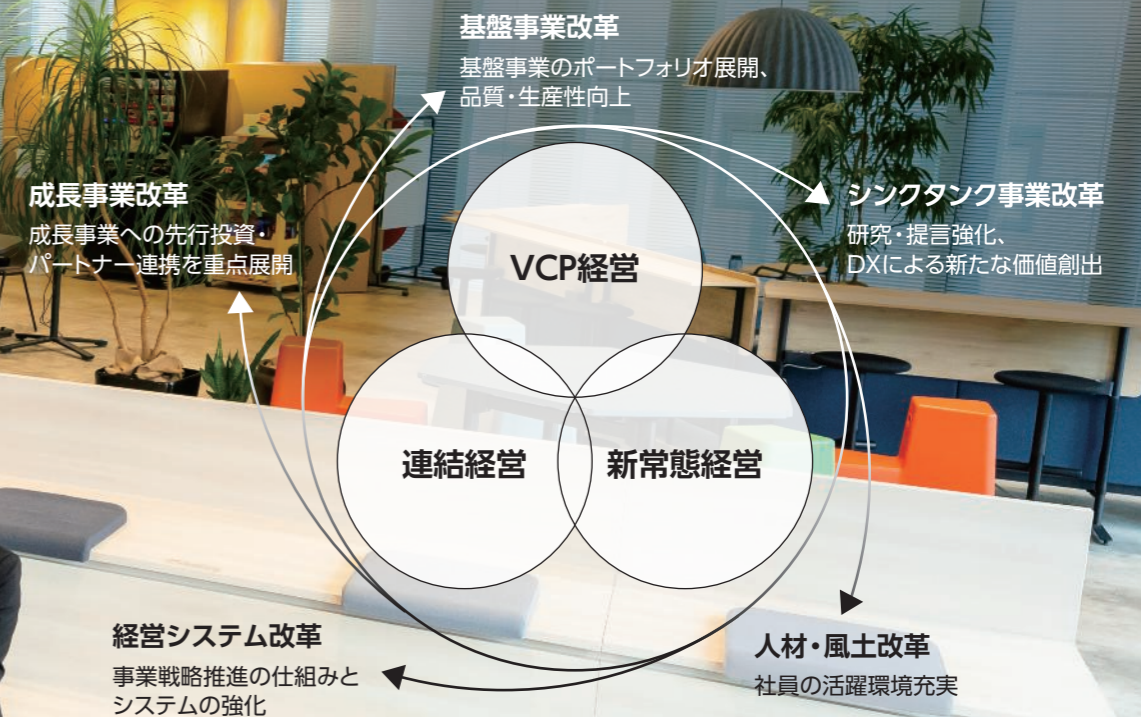 基盤事業改革
基盤事業のポートフォリオ展開、
品質・生産性向上
成長事業改革
成長事業への先行投資・
パートナー連携を重点展開
シンクタンク事業改革
研究・提言強化、
DXによる新たな価値創出
VCP経営
連結経営
新常態経営
経営システム改革
事業戦略推進の仕組みと
システムの強化
人材・風土改革
社員の活躍環境充実